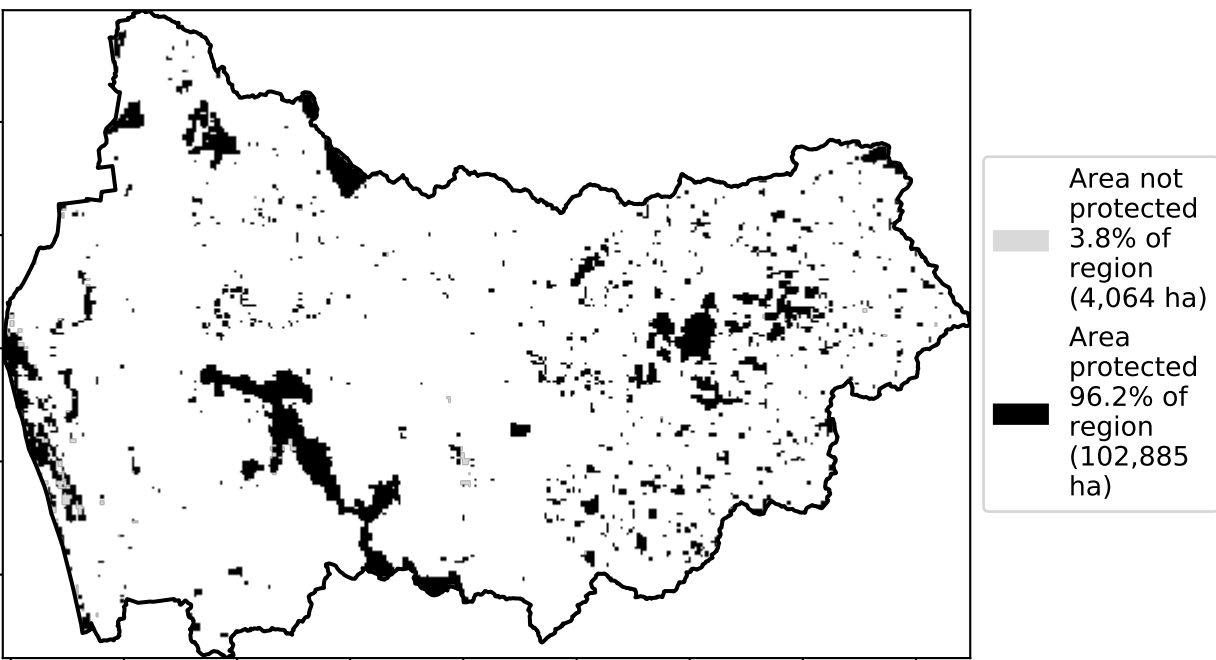 Area not
protected
3.8% of
region
(4,064 ha)
Area
protected
96.2% of
region
(102,885
ha)